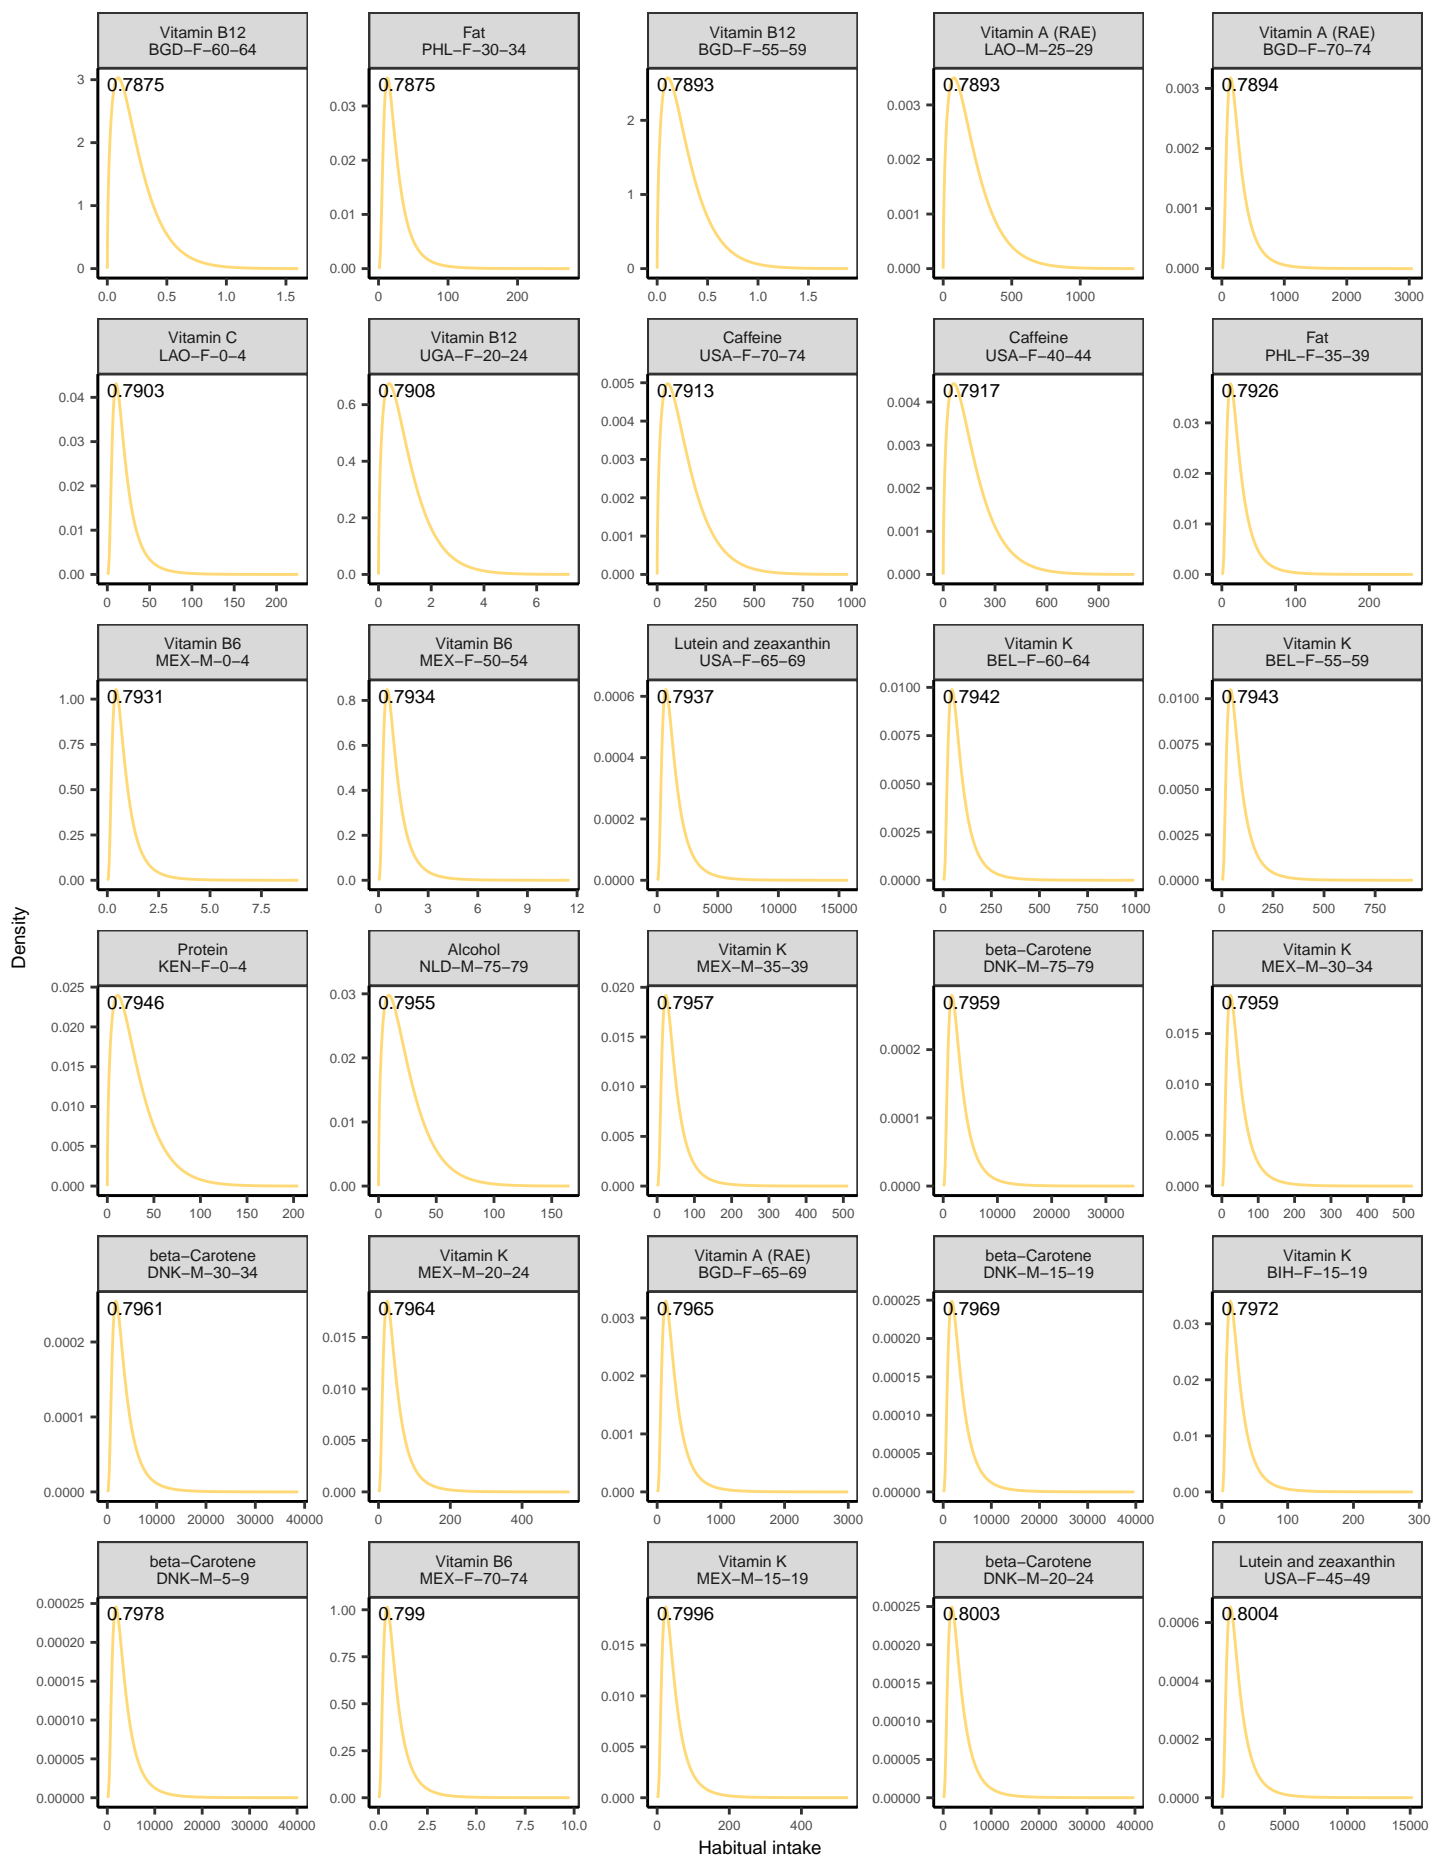 Vitamin B12
BGD−F−60−64
0.7875
3
2
1
0
0.0 0.5 1.0 1.5
Fat
PHL−F−30−34
0.7875
0.03
0.02
0.01
0.00
0 100 200
Vitamin B12
BGD−F−55−59
0.7893
2
1
0
0.0 0.5 1.0 1.5
Vitamin A (RAE)
LAO−M−25−29
0.7893
0.003
0.002
0.001
0.000
0 500 1000
Vitamin A (RAE)
BGD−F−70−74
0.7894
0.003
0.002
0.001
0.000
0 1000 2000 3000
Vitamin C
LAO−F−0−4
0.7903
0.04
0.03
0.02
0.01
0.00
0 50 100 150 200
Vitamin B12
UGA−F−20−24
0.7908
0.6
0.4
0.2
0.0
0 2 4 6
Caffeine
USA−F−70−74
0.7913
0.005
0.004
0.003
0.002
0.001
0.000
0 250 500 750 1000
Caffeine
USA−F−40−44
0.7917
0.004
0.003
0.002
0.001
0.000
0 300 600 900
Fat
PHL−F−35−39
0.7926
0.03
0.02
0.01
0.00
0 100 200
Vitamin B6
MEX−M−0−4
0.7931
1.00
0.75
0.50
0.25
0.00
0.0 2.5 5.0 7.5
Vitamin B6
MEX−F−50−54
0.7934
0.8
0.6
0.4
0.2
0.0
0 3 6 9 12
Lutein and zeaxanthin
USA−F−65−69
0.7937
0.0006
0.0004
0.0002
0.0000
0 5000 10000 15000
Vitamin K
BEL−F−60−64
0.7942
0.0100
0.0075
0.0050
0.0025
0.0000
0 250 500 750 1000
Vitamin K
BEL−F−55−59
0.7943
0.0100
0.0075
0.0050
0.0025
0.0000
0 250 500 750
Density
Protein
KEN−F−0−4
0.7946
0.025
0.020
0.015
0.010
0.005
0.000
0 50 100 150 200
Alcohol
NLD−M−75−79
0.7955
0.03
0.02
0.01
0.00
0 50 100 150
Vitamin K
MEX−M−35−39
0.7957
0.020
0.015
0.010
0.005
0.000
0 100 200 300 400 500
beta−Carotene
DNK−M−75−79
0.7959
0.0002
0.0001
0.0000
0 10000 20000 30000
Vitamin K
MEX−M−30−34
0.7959
0.015
0.010
0.005
0.000
0 100 200 300 400 500
beta−Carotene
DNK−M−30−34
0.7961
0.0002
0.0001
0.0000
0 10000 20000 30000 40000
Vitamin K
MEX−M−20−24
0.7964
0.015
0.010
0.005
0.000
0 200 400
Vitamin A (RAE)
BGD−F−65−69
0.7965
0.003
0.002
0.001
0.000
0 1000 2000 3000
beta−Carotene
DNK−M−15−19
0.7969
0.00025
0.00020
0.00015
0.00010
0.00005
0.00000
0 10000 20000 30000 40000
Vitamin K
BIH−F−15−19
0.7972
0.03
0.02
0.01
0.00
0 100 200 300
beta−Carotene
DNK−M−5−9
0.7978
0.00025
0.00020
0.00015
0.00010
0.00005
0.00000
0 10000 20000 30000 40000
Vitamin B6
MEX−F−70−74
0.799
1.00
0.75
0.50
0.25
0.00
0.0 2.5 5.0 7.5 10.0
Vitamin K
MEX−M−15−19
0.7996
0.015
0.010
0.005
0.000
0 200 400
beta−Carotene
DNK−M−20−24
0.8003
0.00025
0.00020
0.00015
0.00010
0.00005
0.00000
0 10000 20000 30000 40000
Lutein and zeaxanthin
USA−F−45−49
0.8004
0.0006
0.0004
0.0002
0.0000
0 5000 10000 15000
Habitual intake